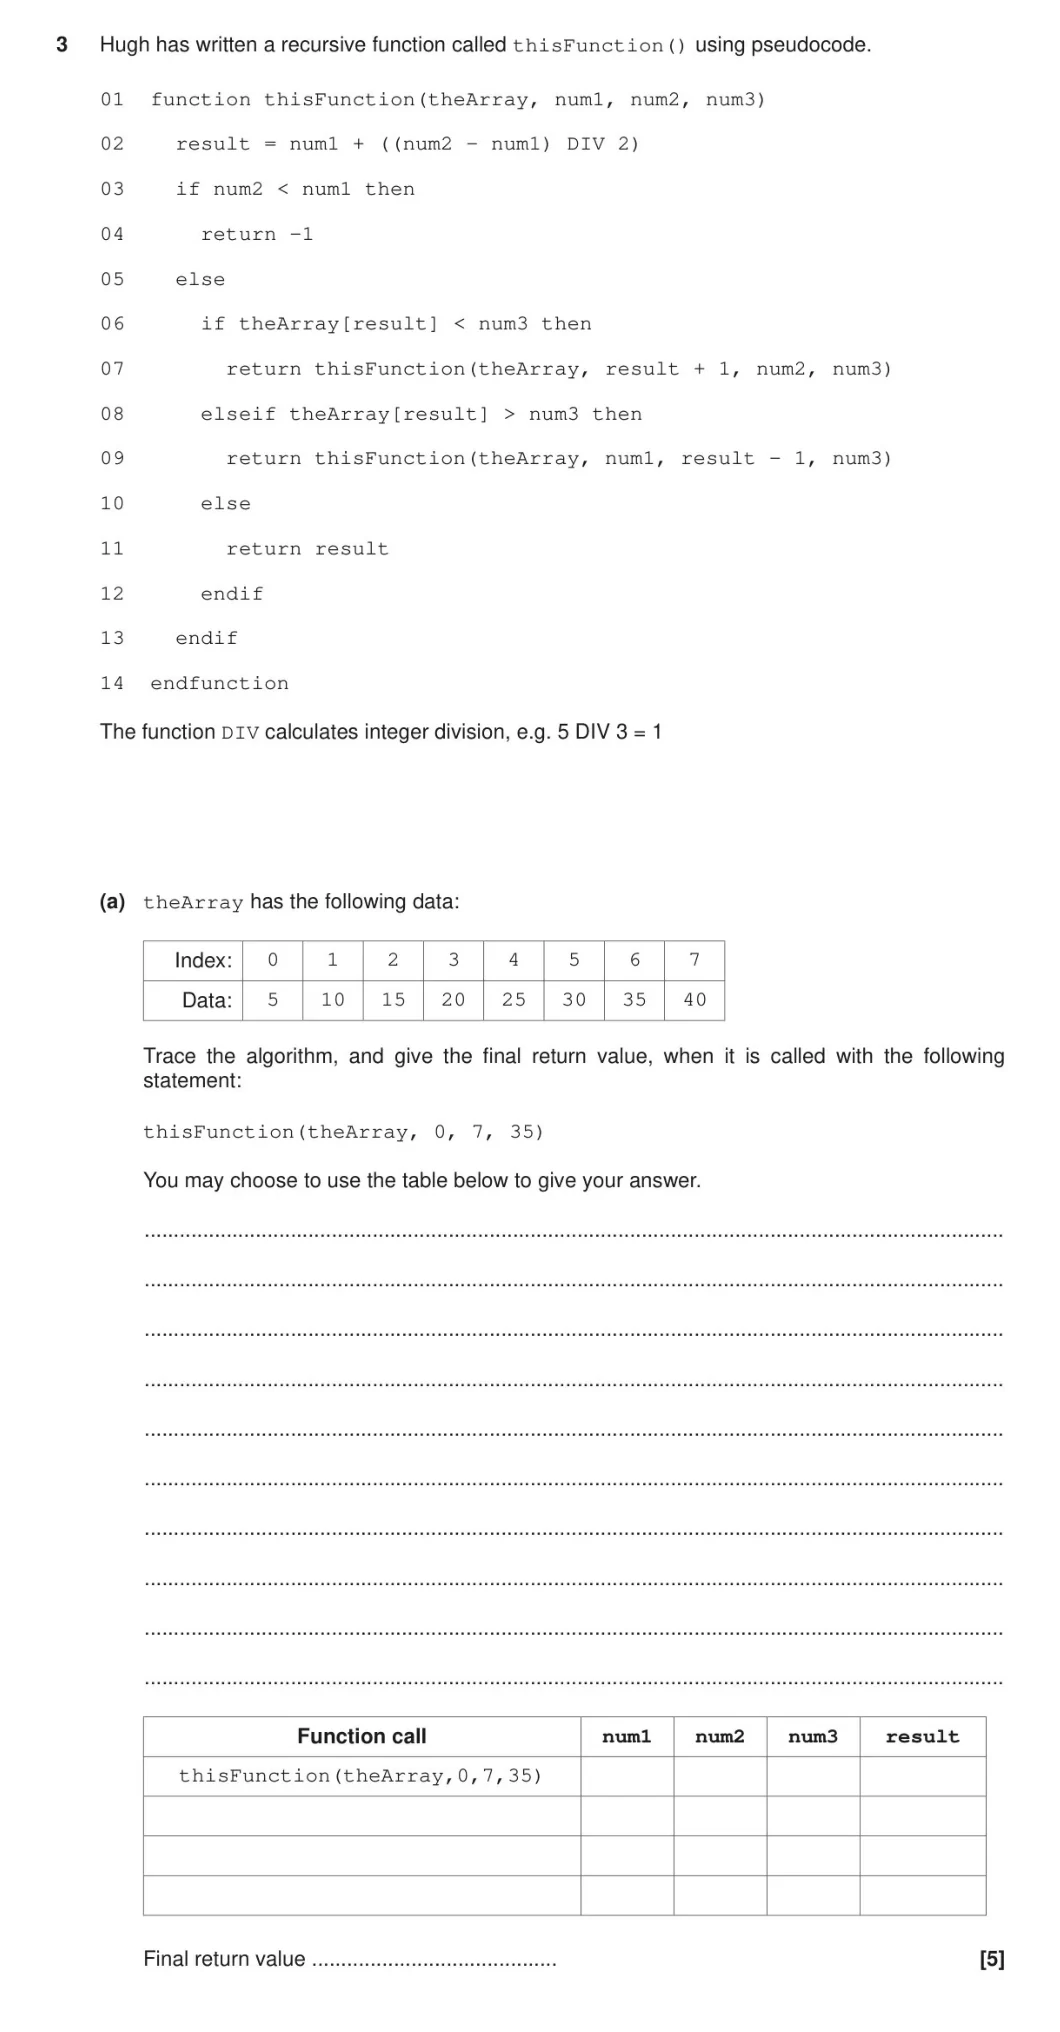 3 Hugh has written a recursive function called thisFunction() using pseudocode.
01 function thisFunction(theArray, num1, num2, num3)
02 result = num1 + ((num2 - num1) DIV 2)
03 if num2 < num1 then
04 return -1
05 else
06 if theArray[result] < num3 then
07 return thisFunction(theArray, result + 1, num2, num3)
08 elseif theArray[result] > num3 then
09 return thisFunction(theArray, num1, result - 1, num3)
10 else
11 return result
12 endif
13 endif
14 endfunction
The function DIV calculates integer division, e.g. 5 DIV 3 = 1
(a) theArray has the following data:
Index: 0 1 2 3 4 5 6 7
Data: 5 10 15 20 25 30 35 40
Trace the algorithm, and give the final return value, when it is called with the following
statement:
thisFunction(theArray, 0, 7, 35)
You may choose to use the table below to give your answer.
Function call num1 num2 num3 result
thisFunction(theArray,0,7,35)
Final return value .......................................... [5]